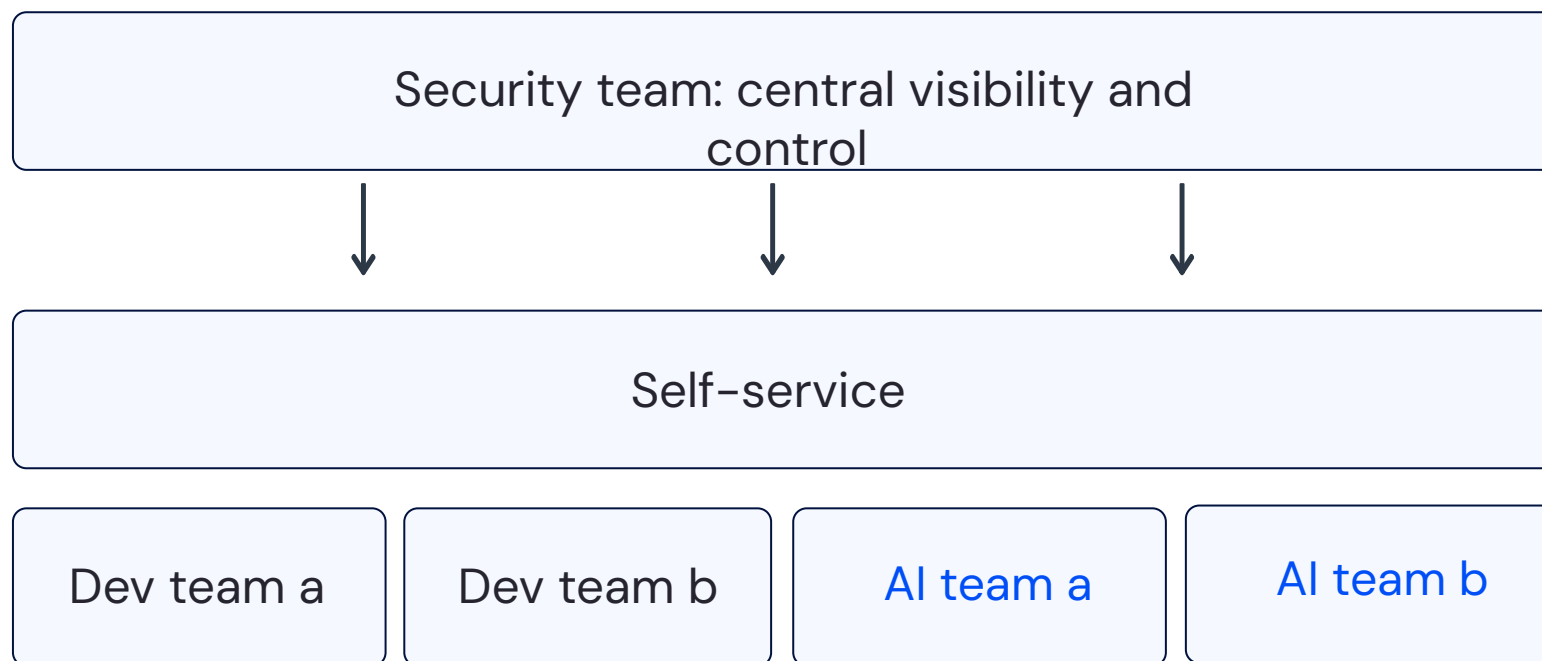 Security team: central visibility and
control
Self-service
Dev team a
Dev team b
AI team a
AI team b